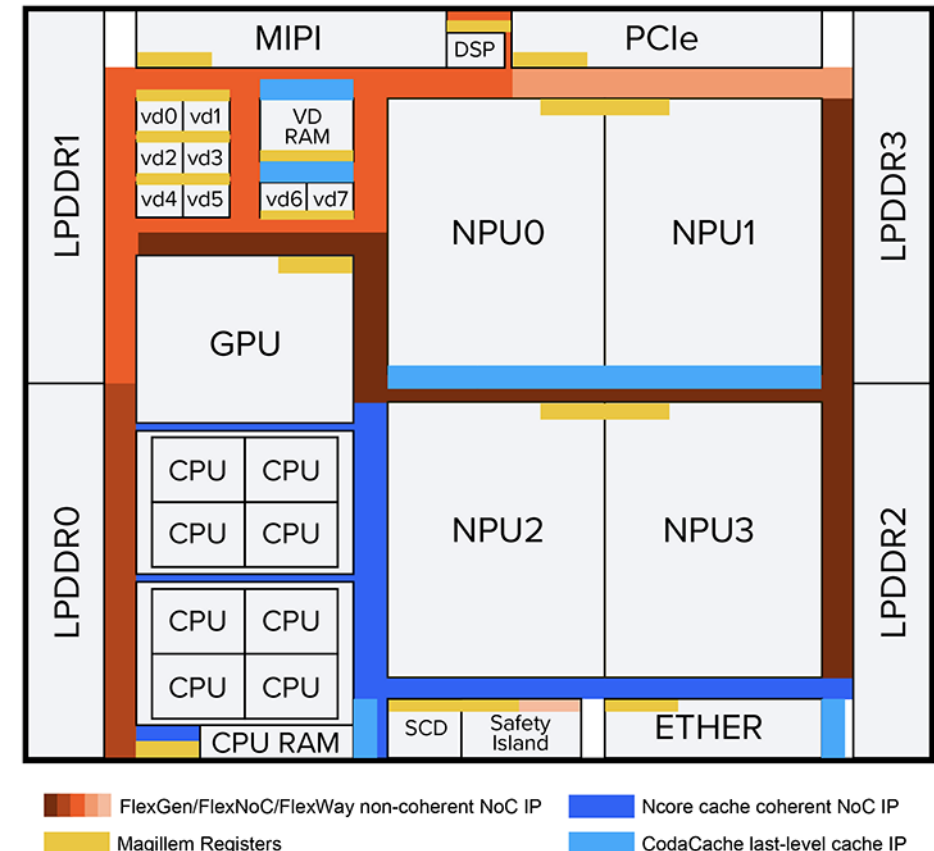 MIPI
DSP
PCIe
LPDDR1
vd0 vd1
vd2 vd3
vd4 vd5
VD
RAM
vd6 vd7
NPU0
NPU1
LPDDR3
GPU
CPU CPU
CPU CPU
NPU2
NPU3
LPDDR0
LPDDR2
CPU CPU
CPU CPU
CPU RAM
SCD
Safety
Island
ETHER
FlexGen/FlexNoC/FlexWay non-coherent NoC IP
Ncore cache coherent NoC IP
Magillem Registers
CodaCache last-level cache IP